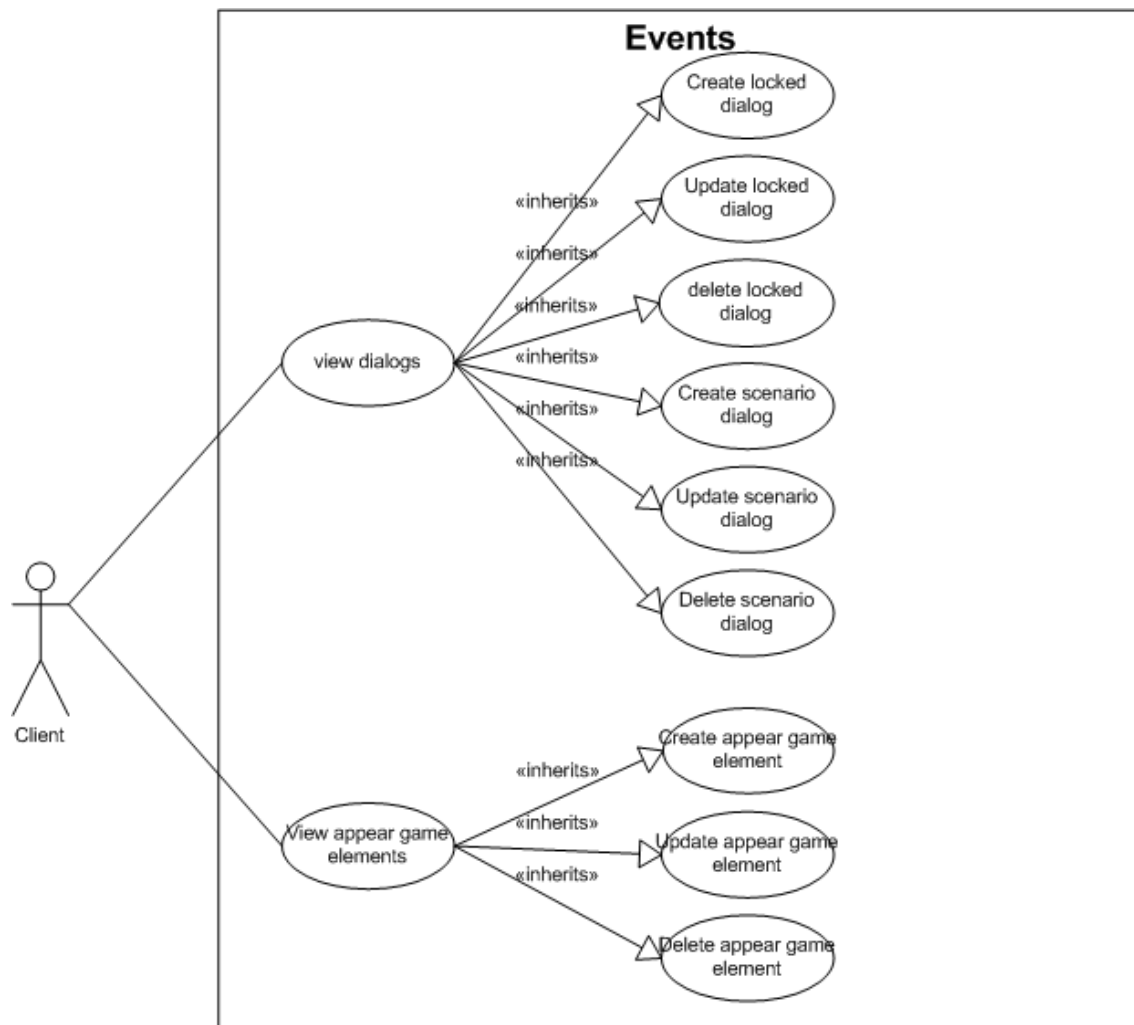 Events
Create locked
dialog
«inherits»
Update locked
dialog
«inherits»
«inherits»
delete locked
dialog
view dialogs
«inherits»
Create scenario
dialog
«inherits»
«inherits»
Update scenario
dialog
Delete scenario
dialog
Client
Create appear game
element
«inherits»
View appear game
elements
«inherits»
Update appear game
element
«inherits»
Delete appear game
element